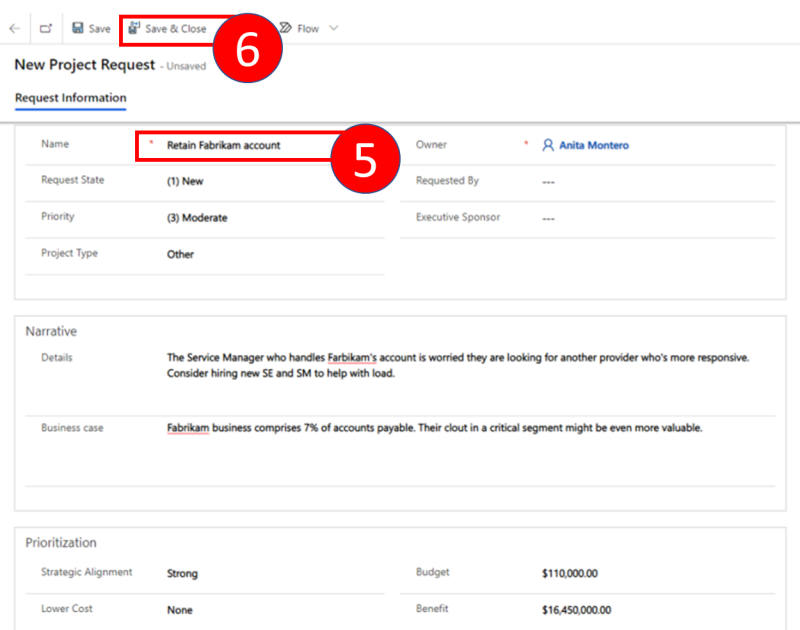 Save Save & Close 6 Flow
New Project Request - Unsaved
Request Information
Name * Retain Fabrikam account 5 Owner * Anita Montero
Request State (1) New Requested By ---
Priority (3) Moderate Executive Sponsor ---
Project Type Other
Narrative
Details The Service Manager who handles Farbikam's account is worried they are looking for another provider who's more responsive.
Consider hiring new SE and SM to help with load.
Business case Fabrikam business comprises 7% of accounts payable. Their clout in a critical segment might be even more valuable.
Prioritization
Strategic Alignment Strong Budget $110,000.00
Lower Cost None Benefit $16,450,000.00